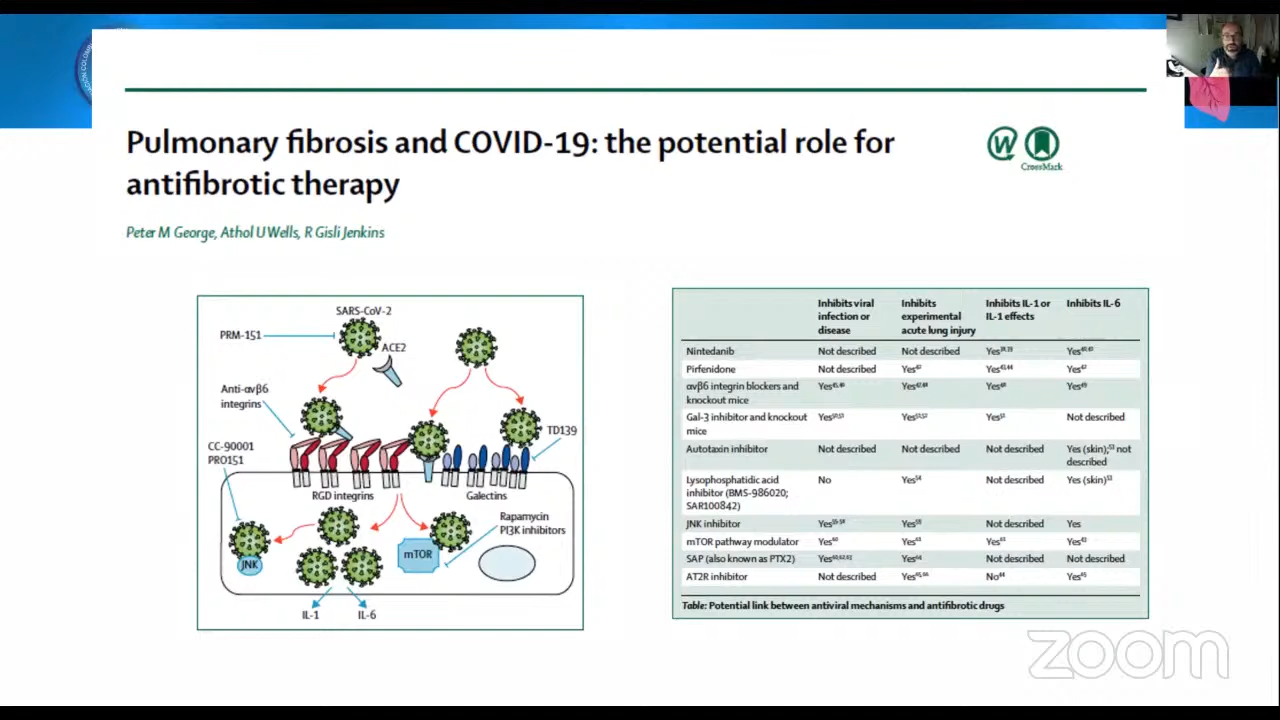 Pulmonary fibrosis and COVID-19: the potential role for
antifibrotic therapy
CrossMark
Peter M George, Athol U Wells, R Gisli Jenkins
SARS-CoV-2
PRM-151
ACE2
Anti-αvβ6
integrins
TD139
CC-90001
PRO151
RGD integrins
Galectins
Rapamycin
PI3K inhibitors
mTOR
JNK
IL-1
IL-6
Inhibits viral infection or disease
Inhibits experimental acute lung injury
Inhibits IL-1 or IL-1 effects
Inhibits IL-6
Nintedanib Not described Not described Yes Yes
Pirfenidone Not described Yes Yes Yes
αvβ6 integrin blockers and knockout mice Yes Yes Yes Yes
Gal-3 inhibitor and knockout mice Yes Yes Yes Not described
Autotaxin inhibitor Not described Not described Not described Yes (skin); not described
Lysophosphatidic acid inhibitor (BMS-986020; SAR100842) No Yes Not described Yes (skin)
JNK inhibitor Yes Yes Not described Yes
mTOR pathway modulator Yes Yes Yes Yes
SAP (also known as PTX2) Yes Yes Not described Not described
AT2R inhibitor Not described Yes No Yes
Table: Potential link between antiviral mechanisms and antifibrotic drugs
zoom